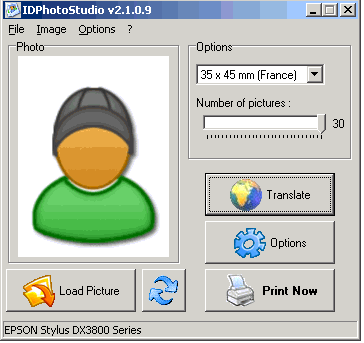 IDPhotoStudio v2.1.0.9
File Image Options ?
Photo
Options
35 x 45 mm (France)
Number of pictures :
30
Translate
Options
Load Picture
Print Now
EPSON Stylus DX3800 Series